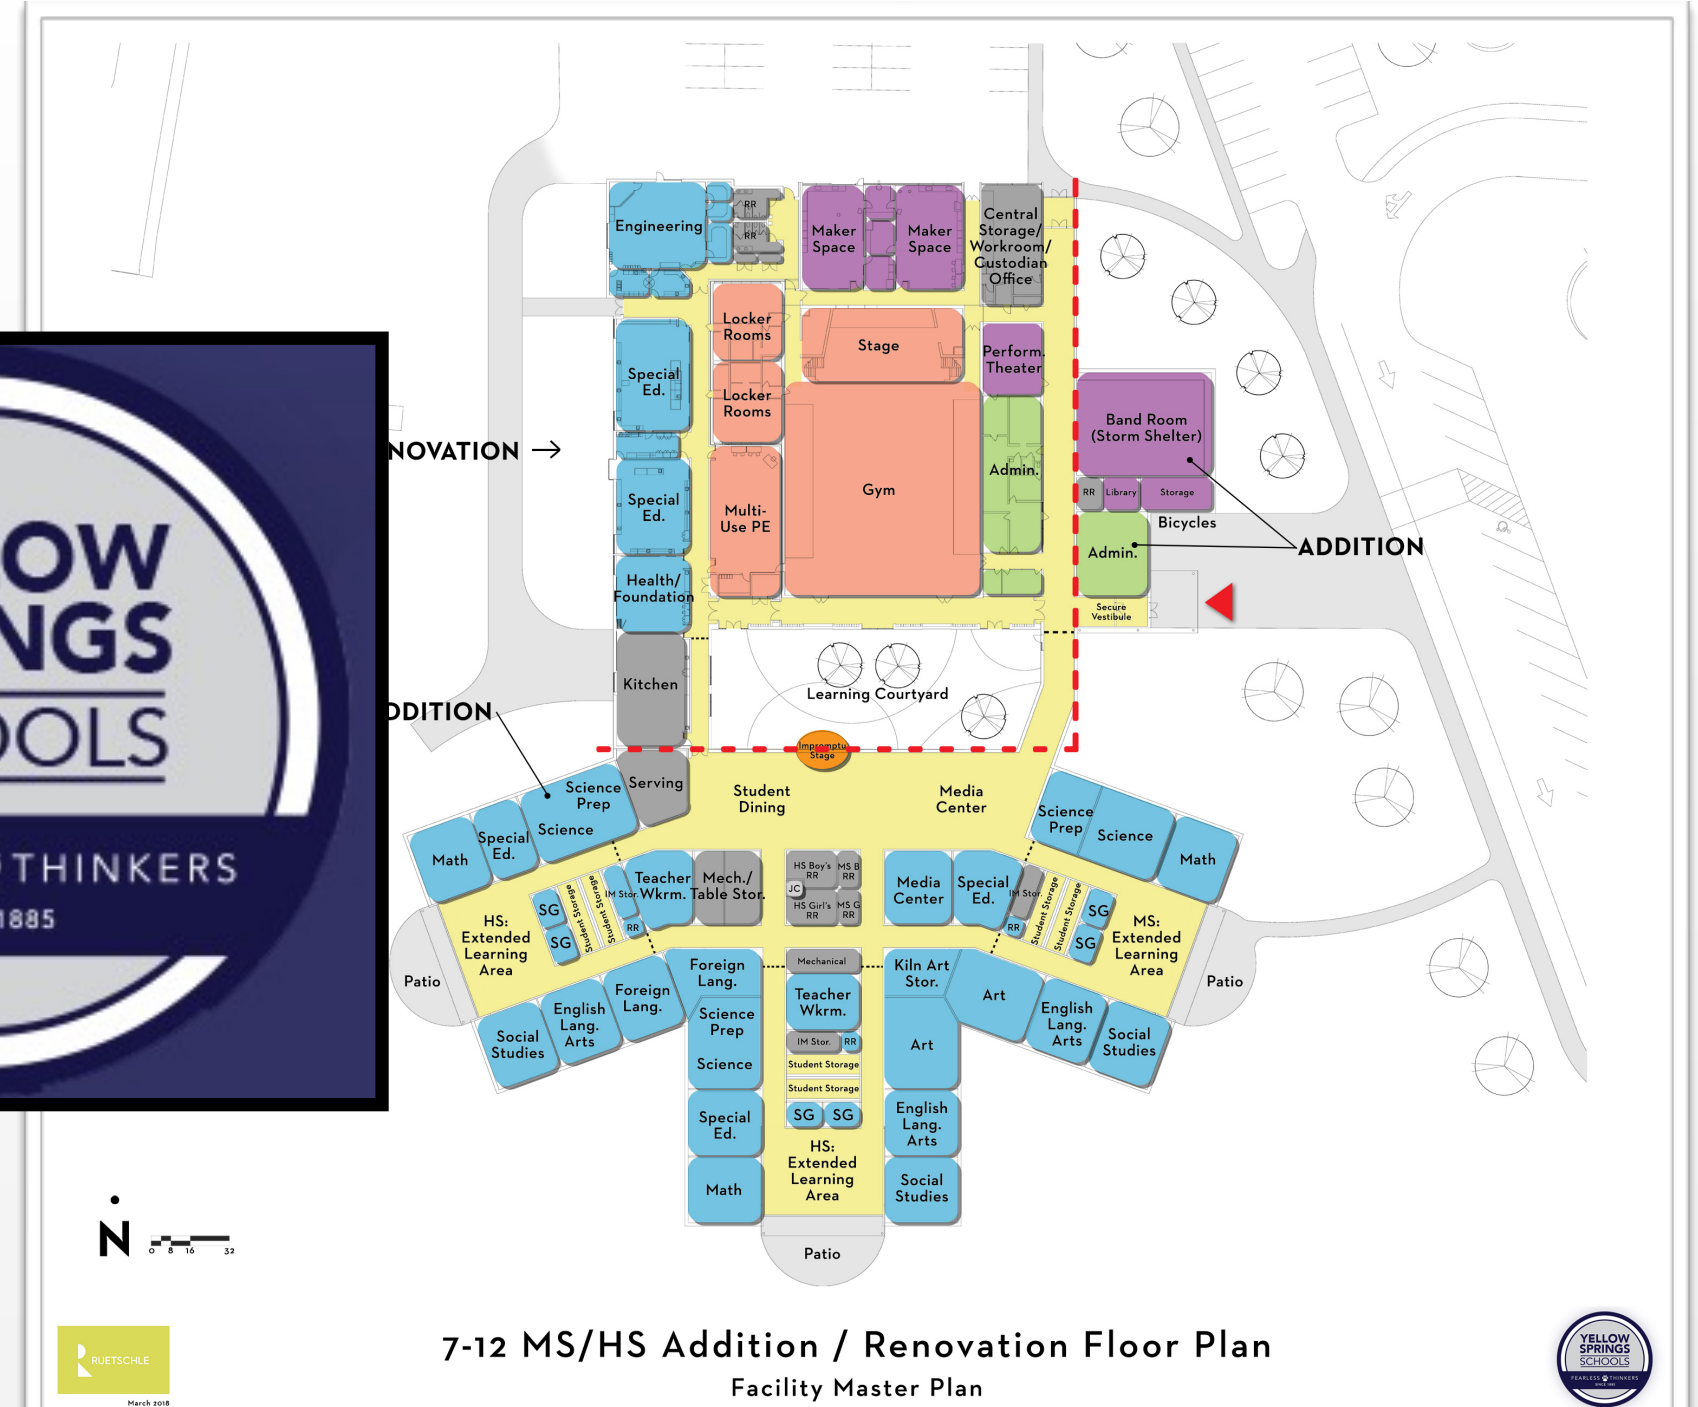 Engineering
RR
RR
Maker
Space
Maker
Space
Central
Storage/
Workroom/
Custodian
Office
Locker
Rooms
Stage
Perform.
Theater
Special
Ed.
Locker
Rooms
Band Room
(Storm Shelter)
NOVATION →
Admin.
Gym
RR
Library
Storage
Special
Ed.
Multi-
Use PE
Bicycles
Admin.
ADDITION
Health/
Foundation
Secure
Vestibule
Kitchen
Learning Courtyard
DDITION
Impromptu
Stage
Serving
Student
Dining
Media
Center
Science
Prep
Science
Special
Ed.
Math
Science
Prep
Science
Math
Teacher
Wkrm.
Mech./
Table Stor.
HS Boy's
RR
MS B
RR
JC
HS Girl's
RR
MS G
RR
Media
Center
Special
Ed.
IM Stor.
RR
Student Storage
Student Storage
SG
SG
HS:
Extended
Learning
Area
IM Stor.
RR
Student Storage
Student Storage
SG
SG
MS:
Extended
Learning
Area
Patio
Patio
Foreign
Lang.
Foreign
Lang.
English
Lang.
Arts
Social
Studies
Mechanical
Teacher
Wkrm.
IM Stor.
RR
Student Storage
Student Storage
SG
SG
Kiln Art
Stor.
Art
Art
English
Lang.
Arts
Social
Studies
Science
Prep
Science
Special
Ed.
Math
HS:
Extended
Learning
Area
English
Lang.
Arts
Social
Studies
Patio
OW
NGS
OOLS
THINKERS
1885
N
0 8 16 32
RUETSCHLE
March 2018
7-12 MS/HS Addition / Renovation Floor Plan
Facility Master Plan
YELLOW
SPRINGS
SCHOOLS
FEARLESS THINKERS
SINCE 1885